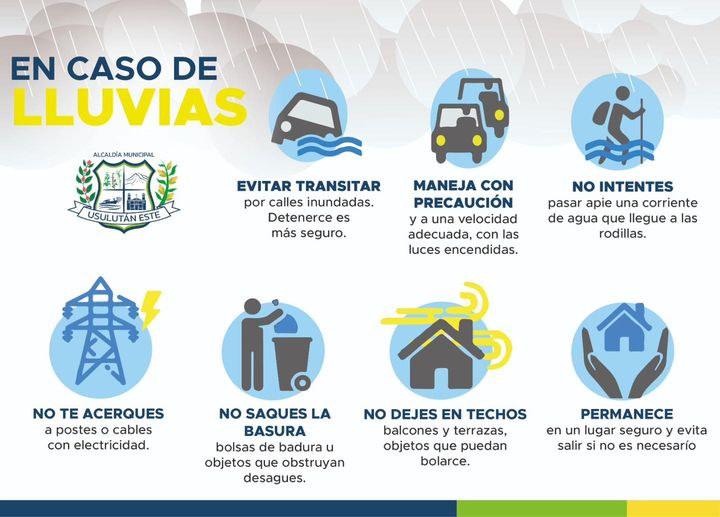 EN CASO DE
LLUVIAS
ALCALDÍA MUNICIPAL
USULUTÁN ESTE
EVITAR TRANSITAR
por calles inundadas.
Detenerce es
más seguro.
MANEJA CON
PRECAUCIÓN
y a una velocidad
adecuada, con las
luces encendidas.
NO INTENTES
pasar apie una corriente
de agua que llegue a las
rodillas.
NO TE ACERQUES
a postes o cables
con electricidad.
NO SAQUES LA
BASURA
bolsas de badura u
objetos que obstruyan
desagues.
NO DEJES EN TECHOS
balcones y terrazas,
objetos que puedan
bolarce.
PERMANECE
en un lugar seguro y evita
salir si no es necesarío